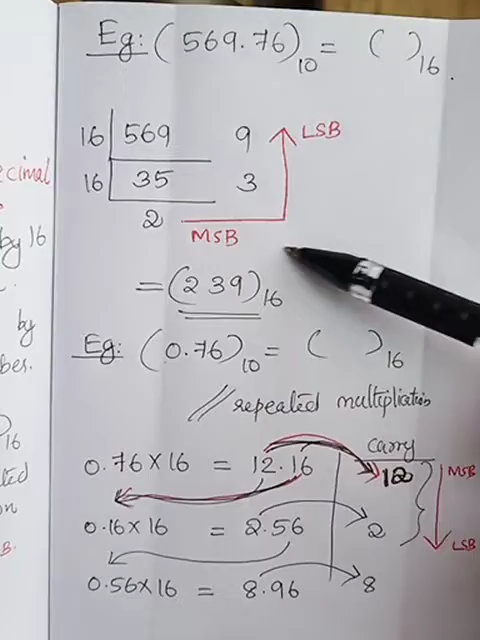 Eg: (569.76)10 = ( )16.
16 569 9 LSB
16 35 3
2
MSB
= (2 39)16
Eg: (0.76)10 = ( )16
// repeated multiplication
Carry
0.76 X 16 = 12.16 12 MSB
0.16 X 16 = 2.56 2
LSB
0.56 X 16 = 8.96 8
ecimal
by 16
by
bes.
16
ted
on
B.